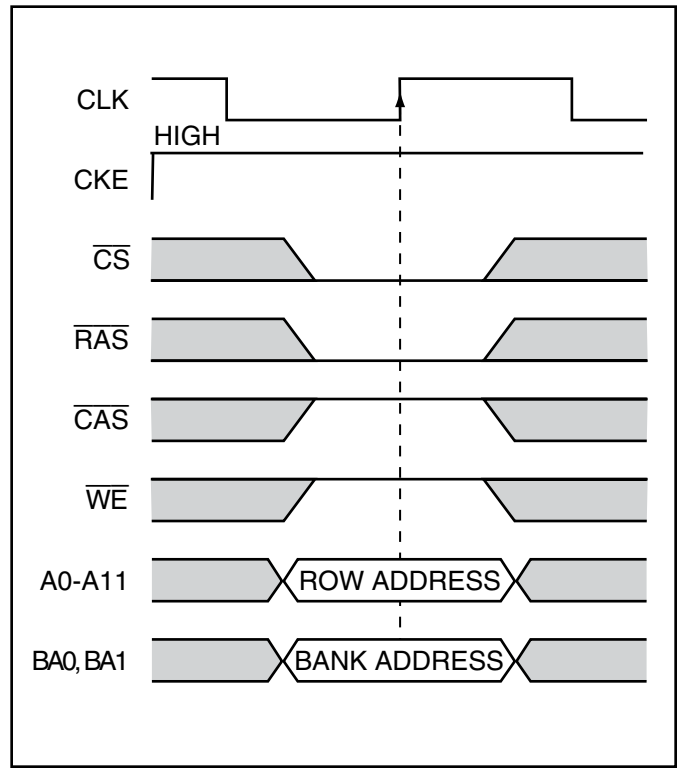 CLK
HIGH
CKE
CS
RAS
CAS
WE
A0-A11 ROW ADDRESS
BA0, BA1 BANK ADDRESS